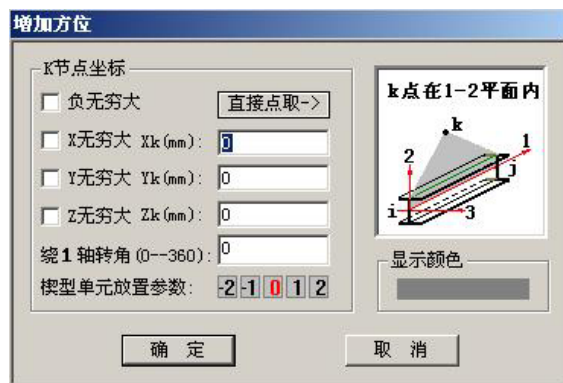 增加方位
K节点坐标
负无穷大 直接点取->
X无穷大 Xk(mm): 0
Y无穷大 Yk(mm): 0
Z无穷大 Zk(mm): 0
绕1轴转角(0--360): 0
楔型单元放置参数: -2 -1 0 1 2
k点在1-2平面内
k
1
2
j
i
3
显示颜色
确 定
取 消